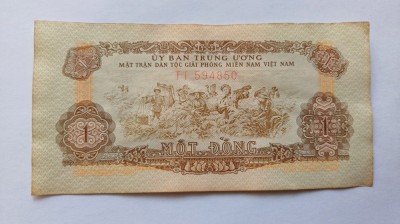 ỦY BAN TRUNG ƯƠNG
MẶT TRẬN DÂN TỘC GIẢI PHÓNG MIỀN NAM VIỆT NAM
TT 594850
1
1
MỘT ĐỒNG